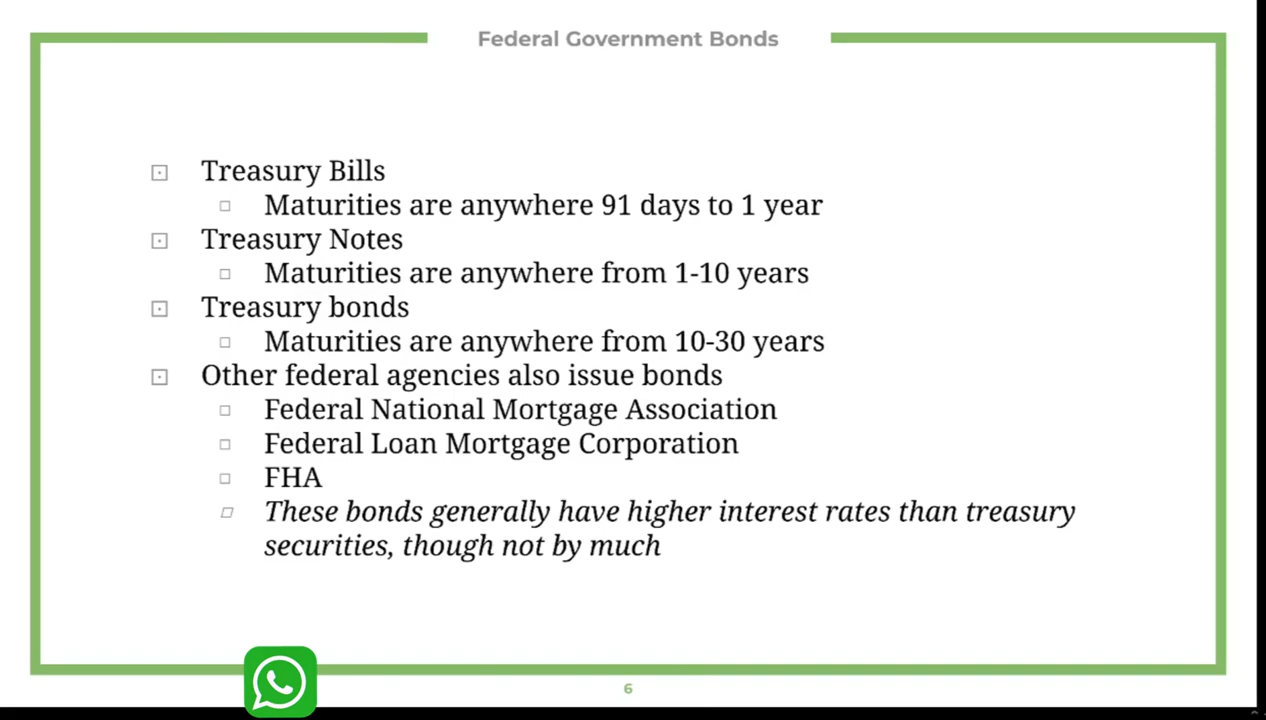 Federal Government Bonds
Treasury Bills
Maturities are anywhere 91 days to 1 year
Treasury Notes
Maturities are anywhere from 1-10 years
Treasury bonds
Maturities are anywhere from 10-30 years
Other federal agencies also issue bonds
Federal National Mortgage Association
Federal Loan Mortgage Corporation
FHA
These bonds generally have higher interest rates than treasury
securities, though not by much
6